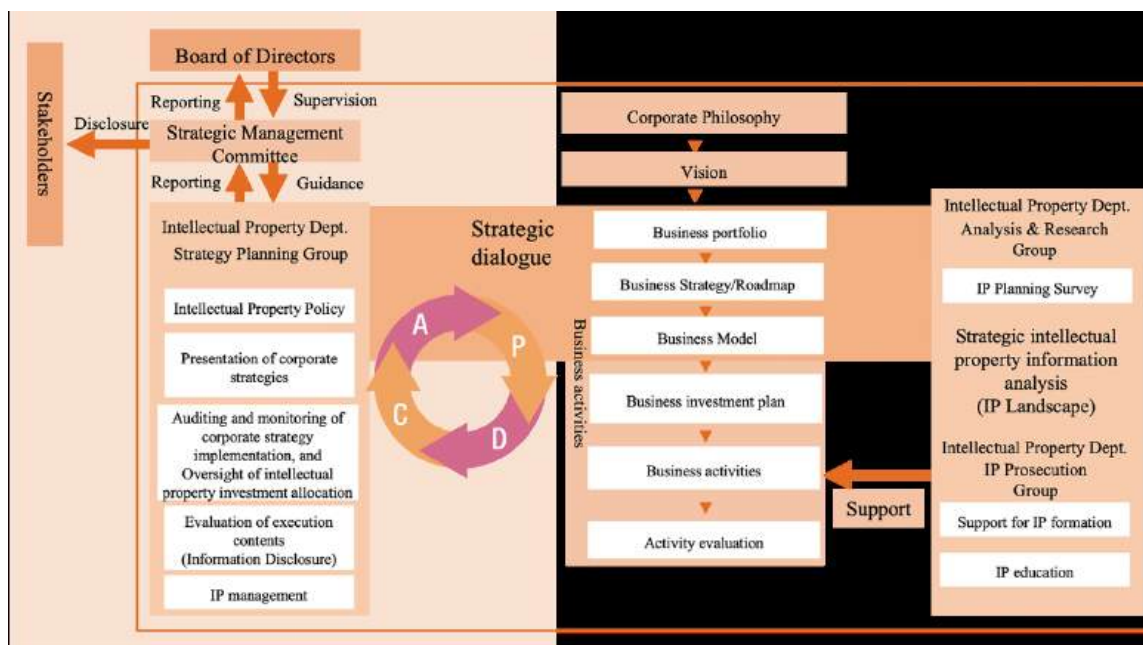 Board of Directors
Stakeholders
Reporting
Supervision
Disclosure
Strategic Management
Committee
Reporting
Guidance
Intellectual Property Dept.
Strategy Planning Group
Intellectual Property Policy
Presentation of corporate
strategies
Auditing and monitoring of
corporate strategy
implementation, and
Oversight of intellectual
property investment allocation
Evaluation of execution
contents
(Information Disclosure)
IP management
Strategic
dialogue
A
P
C
D
Corporate Philosophy
Vision
Business activities
Business portfolio
Business Strategy/Roadmap
Business Model
Business investment plan
Business activities
Activity evaluation
Support
Intellectual Property Dept.
Analysis & Research
Group
IP Planning Survey
Strategic intellectual
property information
analysis
(IP Landscape)
Intellectual Property Dept.
IP Prosecution
Group
Support for IP formation
IP education